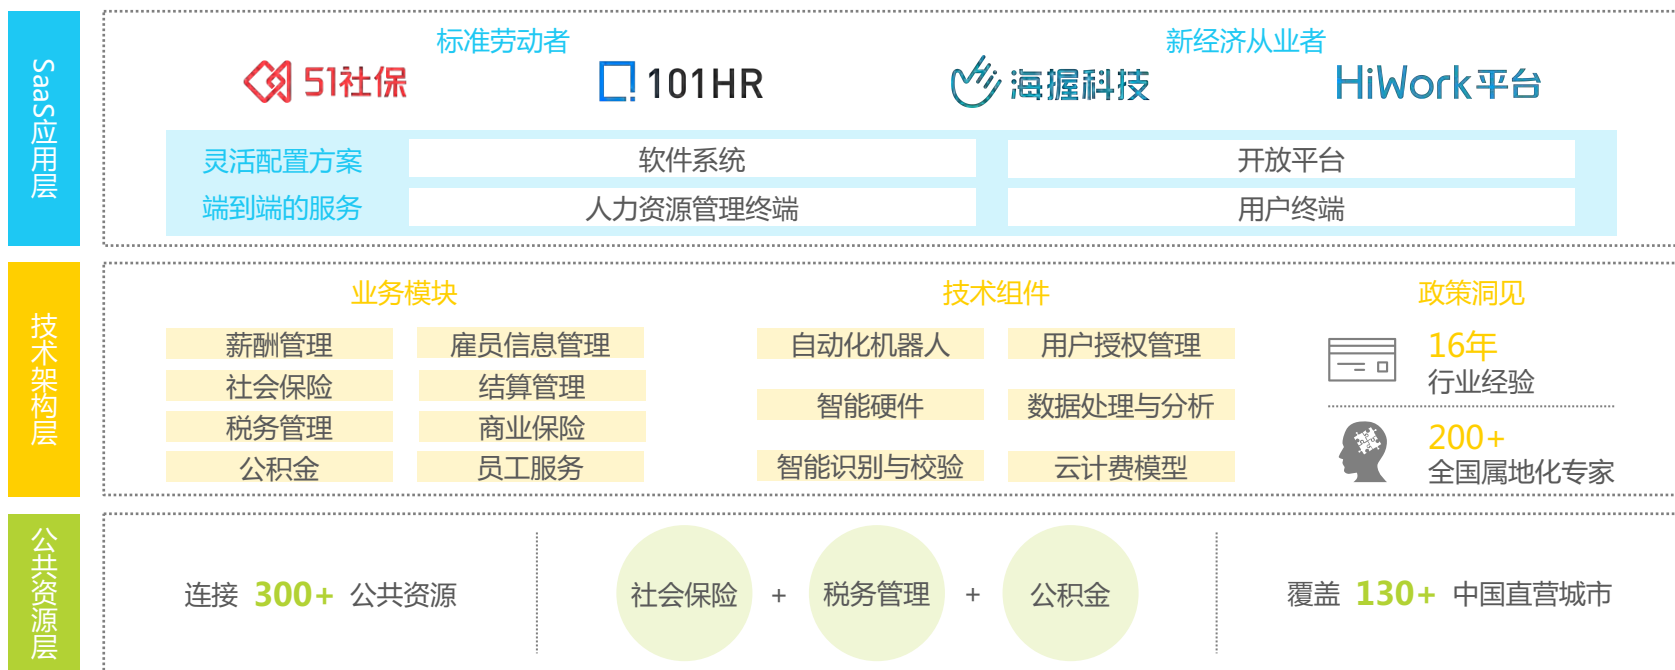 SaaS应用层
标准劳动者
新经济从业者
51社保
101HR
海握科技
HiWork平台
灵活配置方案
软件系统
开放平台
端到端的服务
人力资源管理终端
用户终端
技术架构层
业务模块
技术组件
政策洞见
薪酬管理
雇员信息管理
社会保险
结算管理
税务管理
商业保险
公积金
员工服务
自动化机器人
用户授权管理
智能硬件
数据处理与分析
智能识别与校验
云计费模型
16年
行业经验
200+
全国属地化专家
公共资源层
连接 300+ 公共资源
社会保险 + 税务管理 + 公积金
覆盖 130+ 中国直营城市